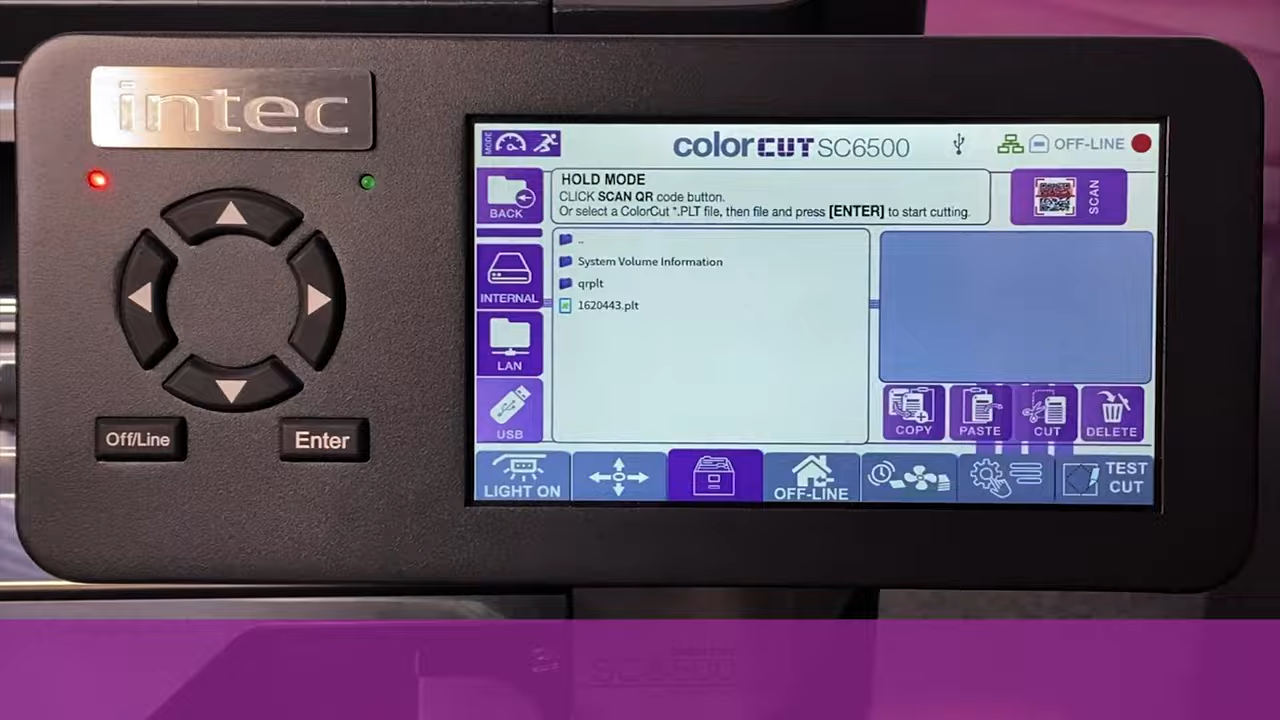 intec
MODE
colorcut SC6500
OFF-LINE
BACK
HOLD MODE
CLICK SCAN QR code button.
Or select a ColorCut *.PLT file, then file and press [ENTER] to start cutting.
SCAN
..
System Volume Information
qrplt
1620443.plt
INTERNAL
LAN
USB
COPY
PASTE
CUT
DELETE
Off/Line
Enter
LIGHT ON
OFF-LINE
TEST
CUT